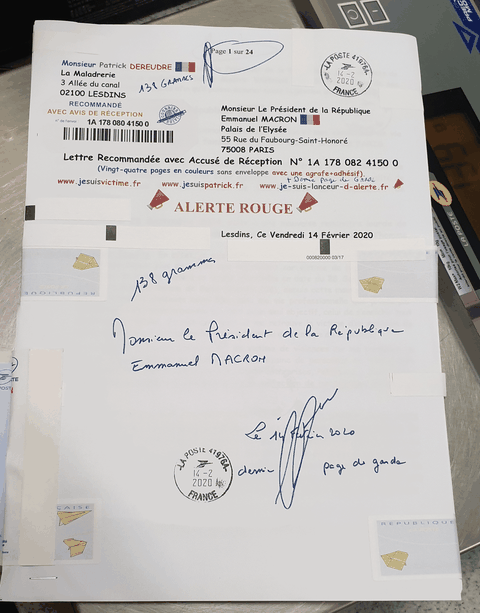 Page 1 sur 24
Monsieur Patrick DEREUDRE
La Maladrerie
3 Allée du canal
02100 LESDINS
138 GRAMMES
LA POSTE 41976A
14-2
2020
FRANCE
RECOMMANDÉ
AVEC AVIS DE RÉCEPTION
1A 178 080 4150 0
Monsieur Le Président de la République
Emmanuel MACRON
Palais de l'Elysée
55 Rue du Faubourg-Saint-Honoré
75008 PARIS
Lettre Recommandée avec Accusé de Réception N° 1A 178 082 4150 0
(Vingt-quatre pages en couleurs sans enveloppe avec une agrafe+adhésif).
www.jesuisvictime.fr www.jesuispatrick.fr www.je-suis-lanceur-d-alerte.fr
ALERTE ROUGE
Lesdins, Ce Vendredi 14 Février 2020
138 grammes
Monsieur le Président de la République
Emmanuel MACRON
Le 14 février 2020
page de garde
LA POSTE 41976A
14-2
2020
FRANCE
REPUBLIQUE